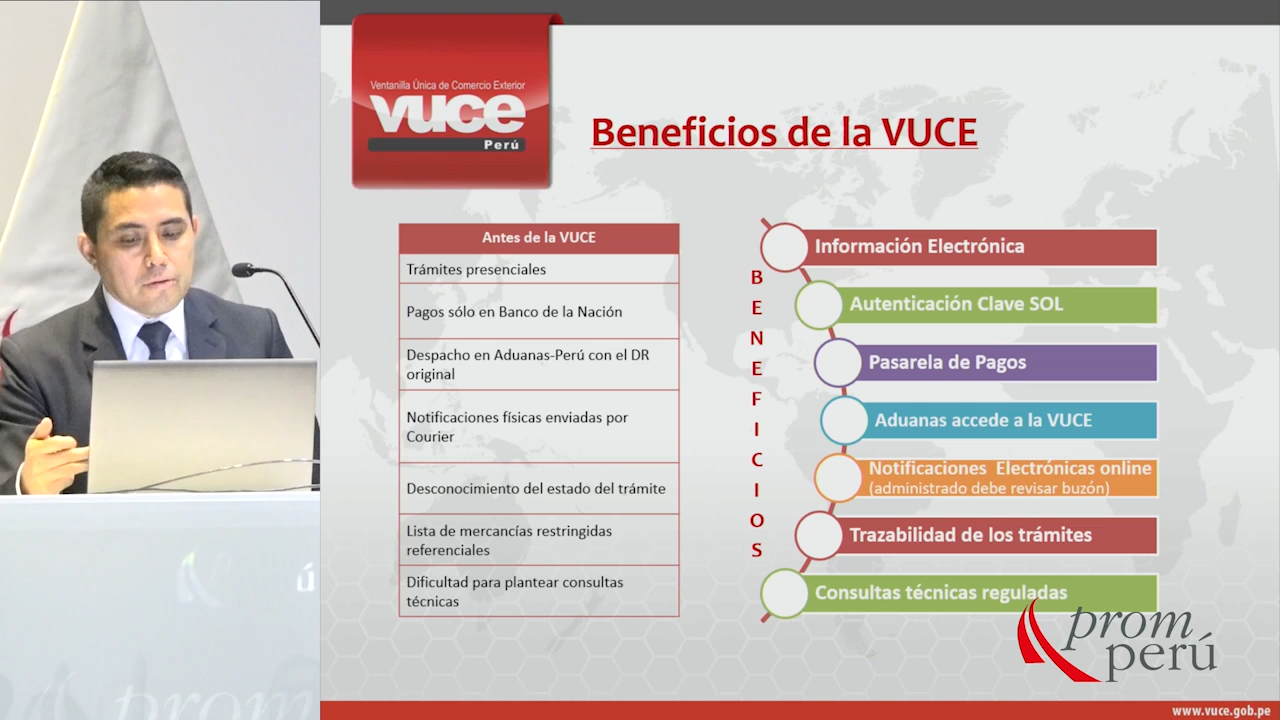 Ventanilla Única de Comercio Exterior
vuce
Perú
Beneficios de la VUCE
Antes de la VUCE
Trámites presenciales
Pagos sólo en Banco de la Nación
Despacho en Aduanas-Perú con el DR
original
Notificaciones físicas enviadas por
Courier
Desconocimiento del estado del trámite
Lista de mercancías restringidas
referenciales
Dificultad para plantear consultas
técnicas
BENEFICIOS
Información Electrónica
Autenticación Clave SOL
Pasarela de Pagos
Aduanas accede a la VUCE
Notificaciones Electrónicas online
(administrado debe revisar buzón)
Trazabilidad de los trámites
Consultas técnicas reguladas
prom
perú
www.vuce.gob.pe
prom
ú